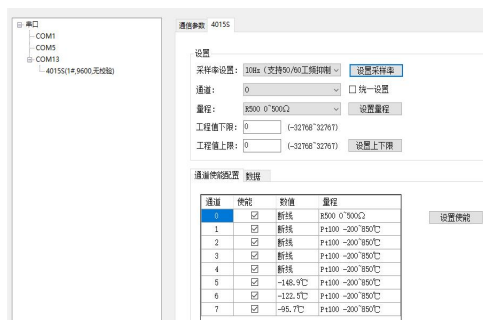 串口
COM1
COM5
COM13
4015S(1#,9600,无校验)
通信参数 4015S
设置
采样率设置: 10Hz (支持50/60工频抑制 设置采样率
通道: 0 统一设置
量程: R500 0~500Ω 设置量程
工程值下限: 0 (-32768~32767)
工程值上限: 0 (-32768~32767) 设置上下限
通道使能配置 数据
通道 使能 数值 量程
0 断线 R500 0~500Ω 设置使能
1 断线 Pt100 -200~850℃
2 断线 Pt100 -200~850℃
3 断线 Pt100 -200~850℃
4 断线 Pt100 -200~850℃
5 -148.9℃ Pt100 -200~850℃
6 -122.5℃ Pt100 -200~850℃
7 -95.7℃ Pt100 -200~850℃